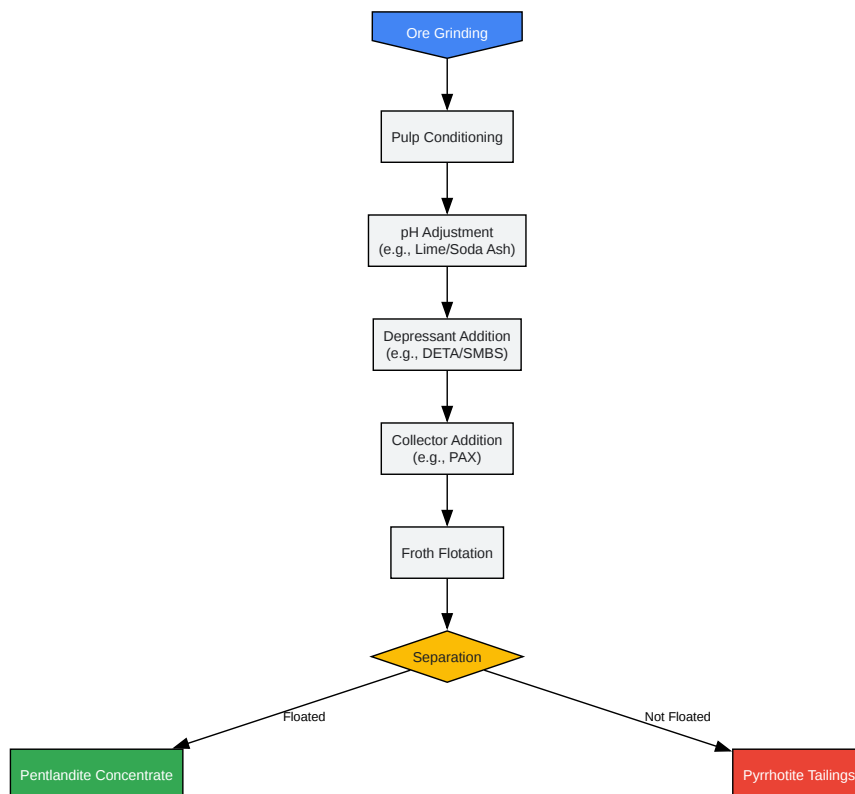 Ore Grinding
Pulp Conditioning
pH Adjustment
(e.g., Lime/Soda Ash)
Depressant Addition
(e.g., DETA/SMBS)
Collector Addition
(e.g., PAX)
Froth Flotation
Separation
Floated
Not Floated
Pentlandite Concentrate
Pyrrhotite Tailings